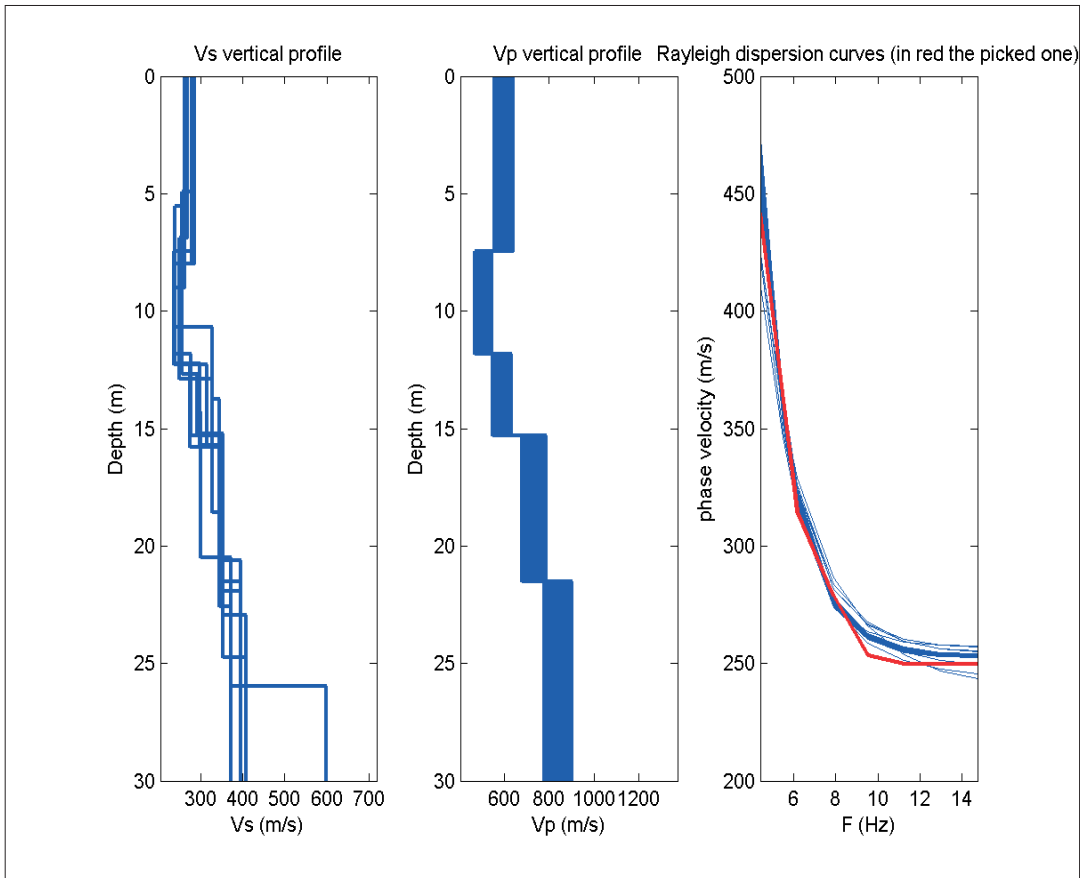 Vs vertical profile
Vp vertical profile
Rayleigh dispersion curves (in red the picked one)
0
5
10
15
20
25
30
Depth (m)
300 400 500 600 700
Vs (m/s)
0
5
10
15
20
25
30
Depth (m)
600 800 1000 1200
Vp (m/s)
500
450
400
350
300
250
200
phase velocity (m/s)
6 8 10 12 14
F (Hz)